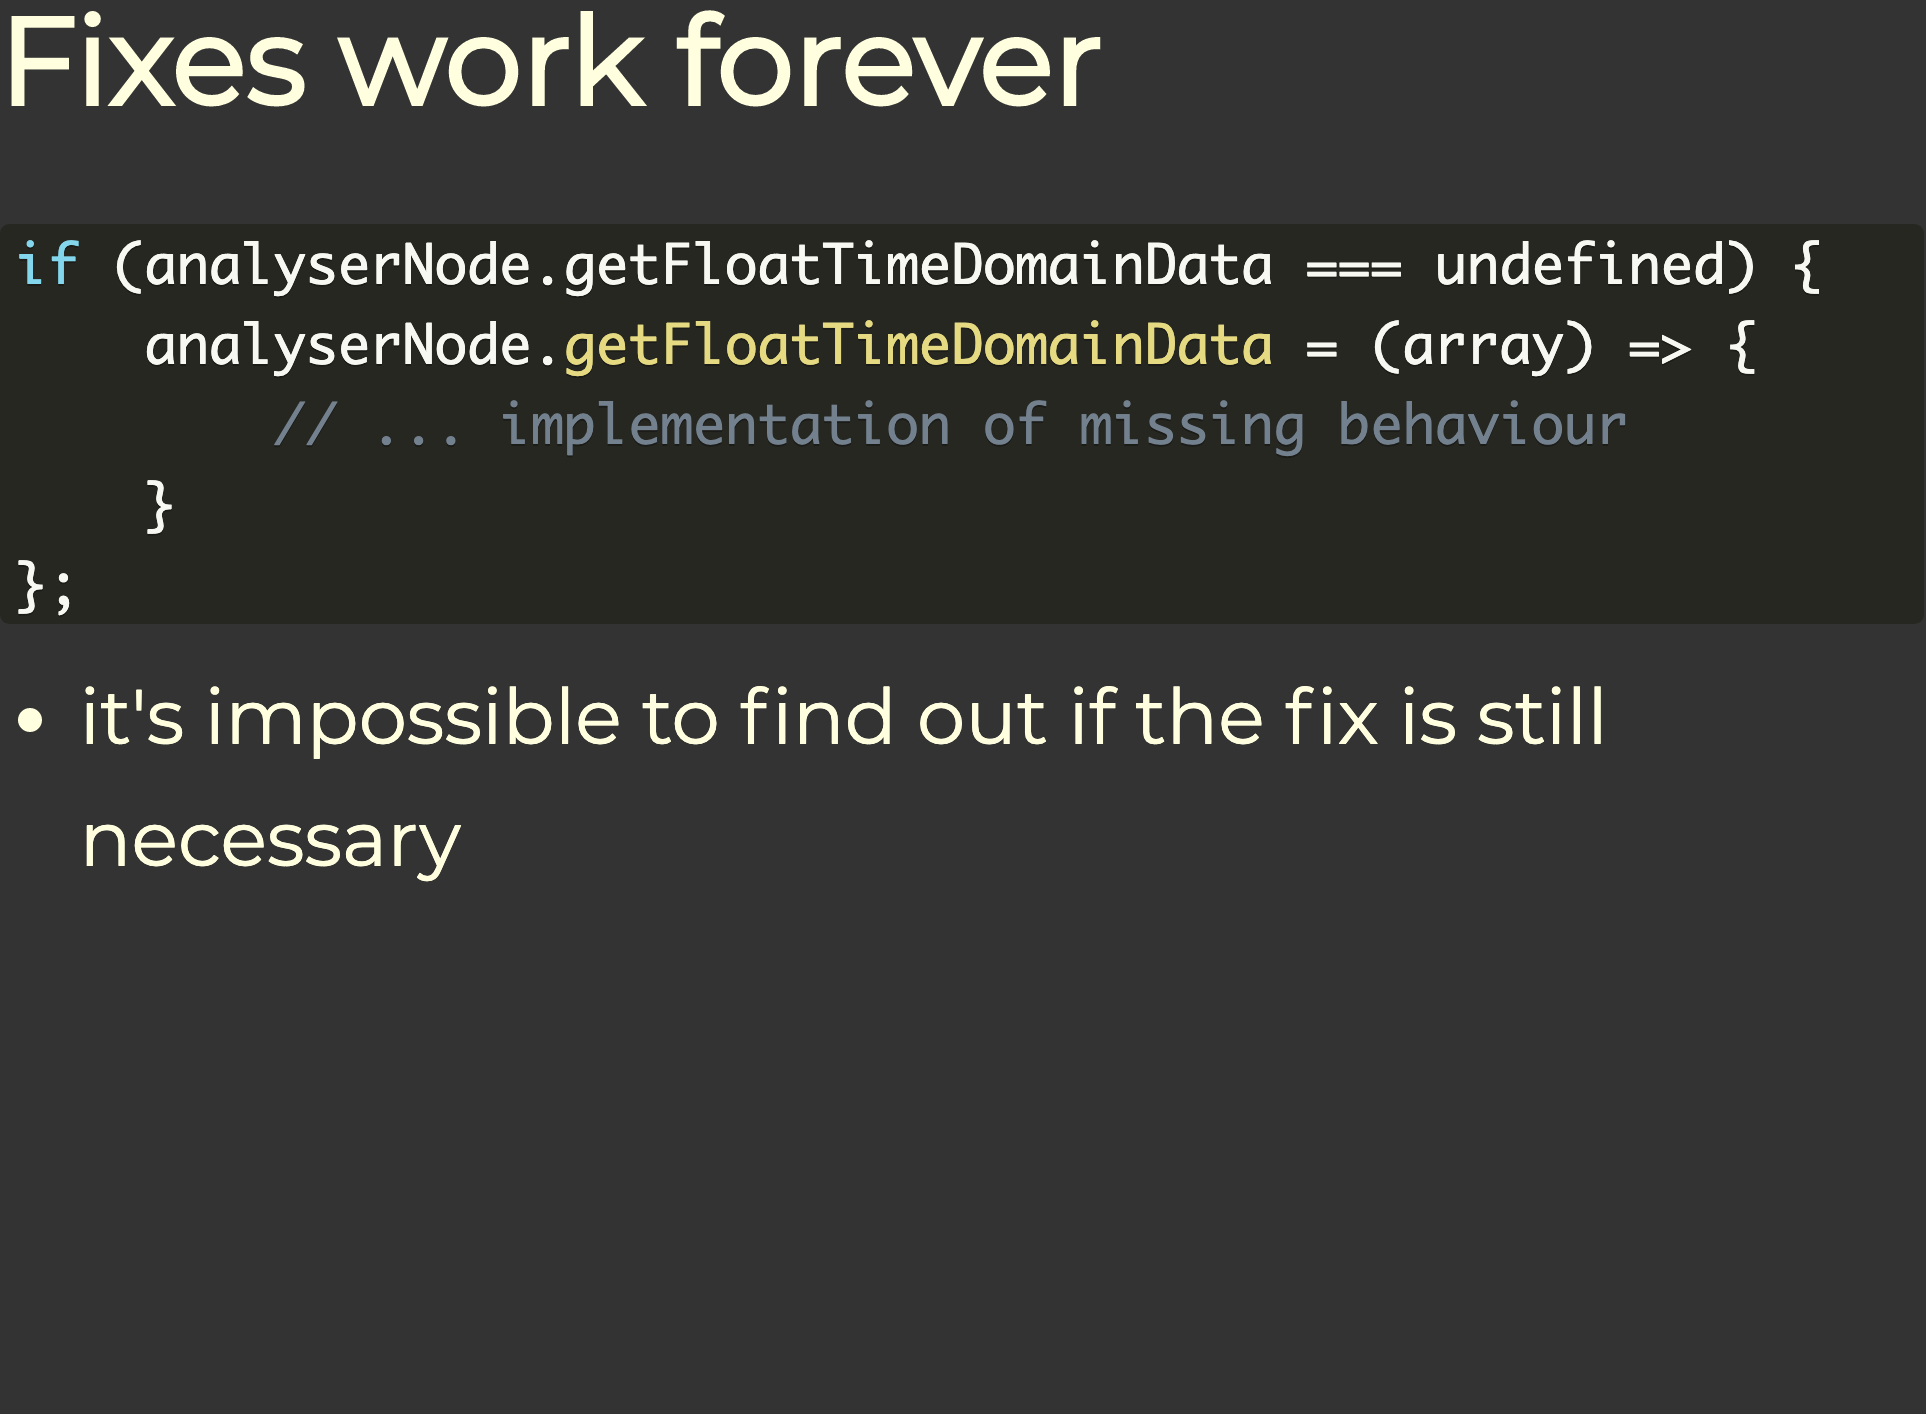 Fixes work forever
if (analyserNode.getFloatTimeDomainData === undefined) {
    analyserNode.getFloatTimeDomainData = (array) => {
        // ... implementation of missing behaviour
    }
};
• it's impossible to find out if the fix is still
necessary